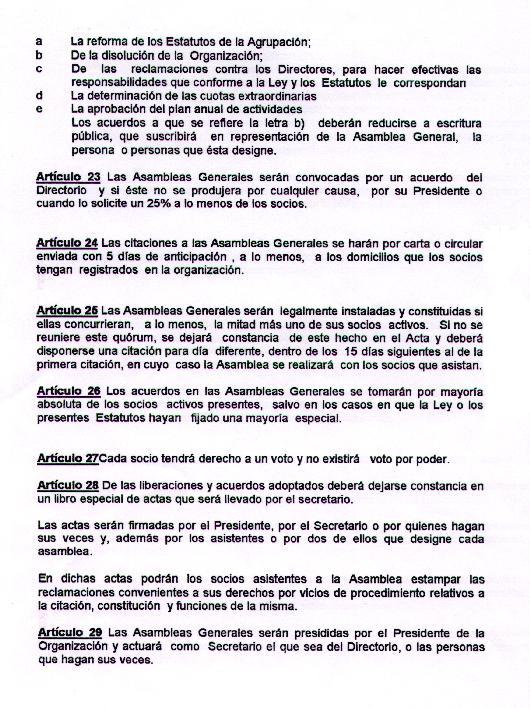 a La reforma de los Estatutos de la Agrupación;
b De la disolución de la Organización;
c De las reclamaciones contra los Directores, para hacer efectivas las
responsabilidades que conforme a la Ley y los Estatutos le correspondan
d La determinación de las cuotas extraordinarias
e La aprobación del plan anual de actividades
Los acuerdos a que se refiere la letra b) deberán reducirse a escritura
pública, que suscribirá en representación de la Asamblea General, la
persona o personas que ésta designe.
Artículo 23 Las Asambleas Generales serán convocadas por un acuerdo del
Directorio y si éste no se produjera por cualquier causa, por su Presidente o
cuando lo solicite un 25% a lo menos de los socios.
Artículo 24 Las citaciones a las Asambleas Generales se harán por carta o circular
enviada con 5 días de anticipación , a lo menos, a los domicilios que los socios
tengan registrados en la organización.
Artículo 25 Las Asambleas Generales serán legalmente instaladas y constituidas si
ellas concurrieran, a lo menos, la mitad más uno de sus socios activos. Si no se
reuniere este quórum, se dejará constancia de este hecho en el Acta y deberá
disponerse una citación para día diferente, dentro de los 15 días siguientes al de la
primera citación, en cuyo caso la Asamblea se realizará con los socios que asistan.
Artículo 26 Los acuerdos en las Asambleas Generales se tomarán por mayoría
absoluta de los socios activos presentes, salvo en los casos en que la Ley o los
presentes Estatutos hayan fijado una mayoría especial.
Artículo 27Cada socio tendrá derecho a un voto y no existirá voto por poder.
Artículo 28 De las liberaciones y acuerdos adoptados deberá dejarse constancia en
un libro especial de actas que será llevado por el secretario.
Las actas serán firmadas por el Presidente, por el Secretario o por quienes hagan
sus veces y, además por los asistentes o por dos de ellos que designe cada
asamblea.
En dichas actas podrán los socios asistentes a la Asamblea estampar las
reclamaciones convenientes a sus derechos por vicios de procedimiento relativos a
la citación, constitución y funciones de la misma.
Artículo 29 Las Asambleas Generales serán presididas por el Presidente de la
Organización y actuará como Secretario el que sea del Directorio, o las personas
que hagan sus veces.